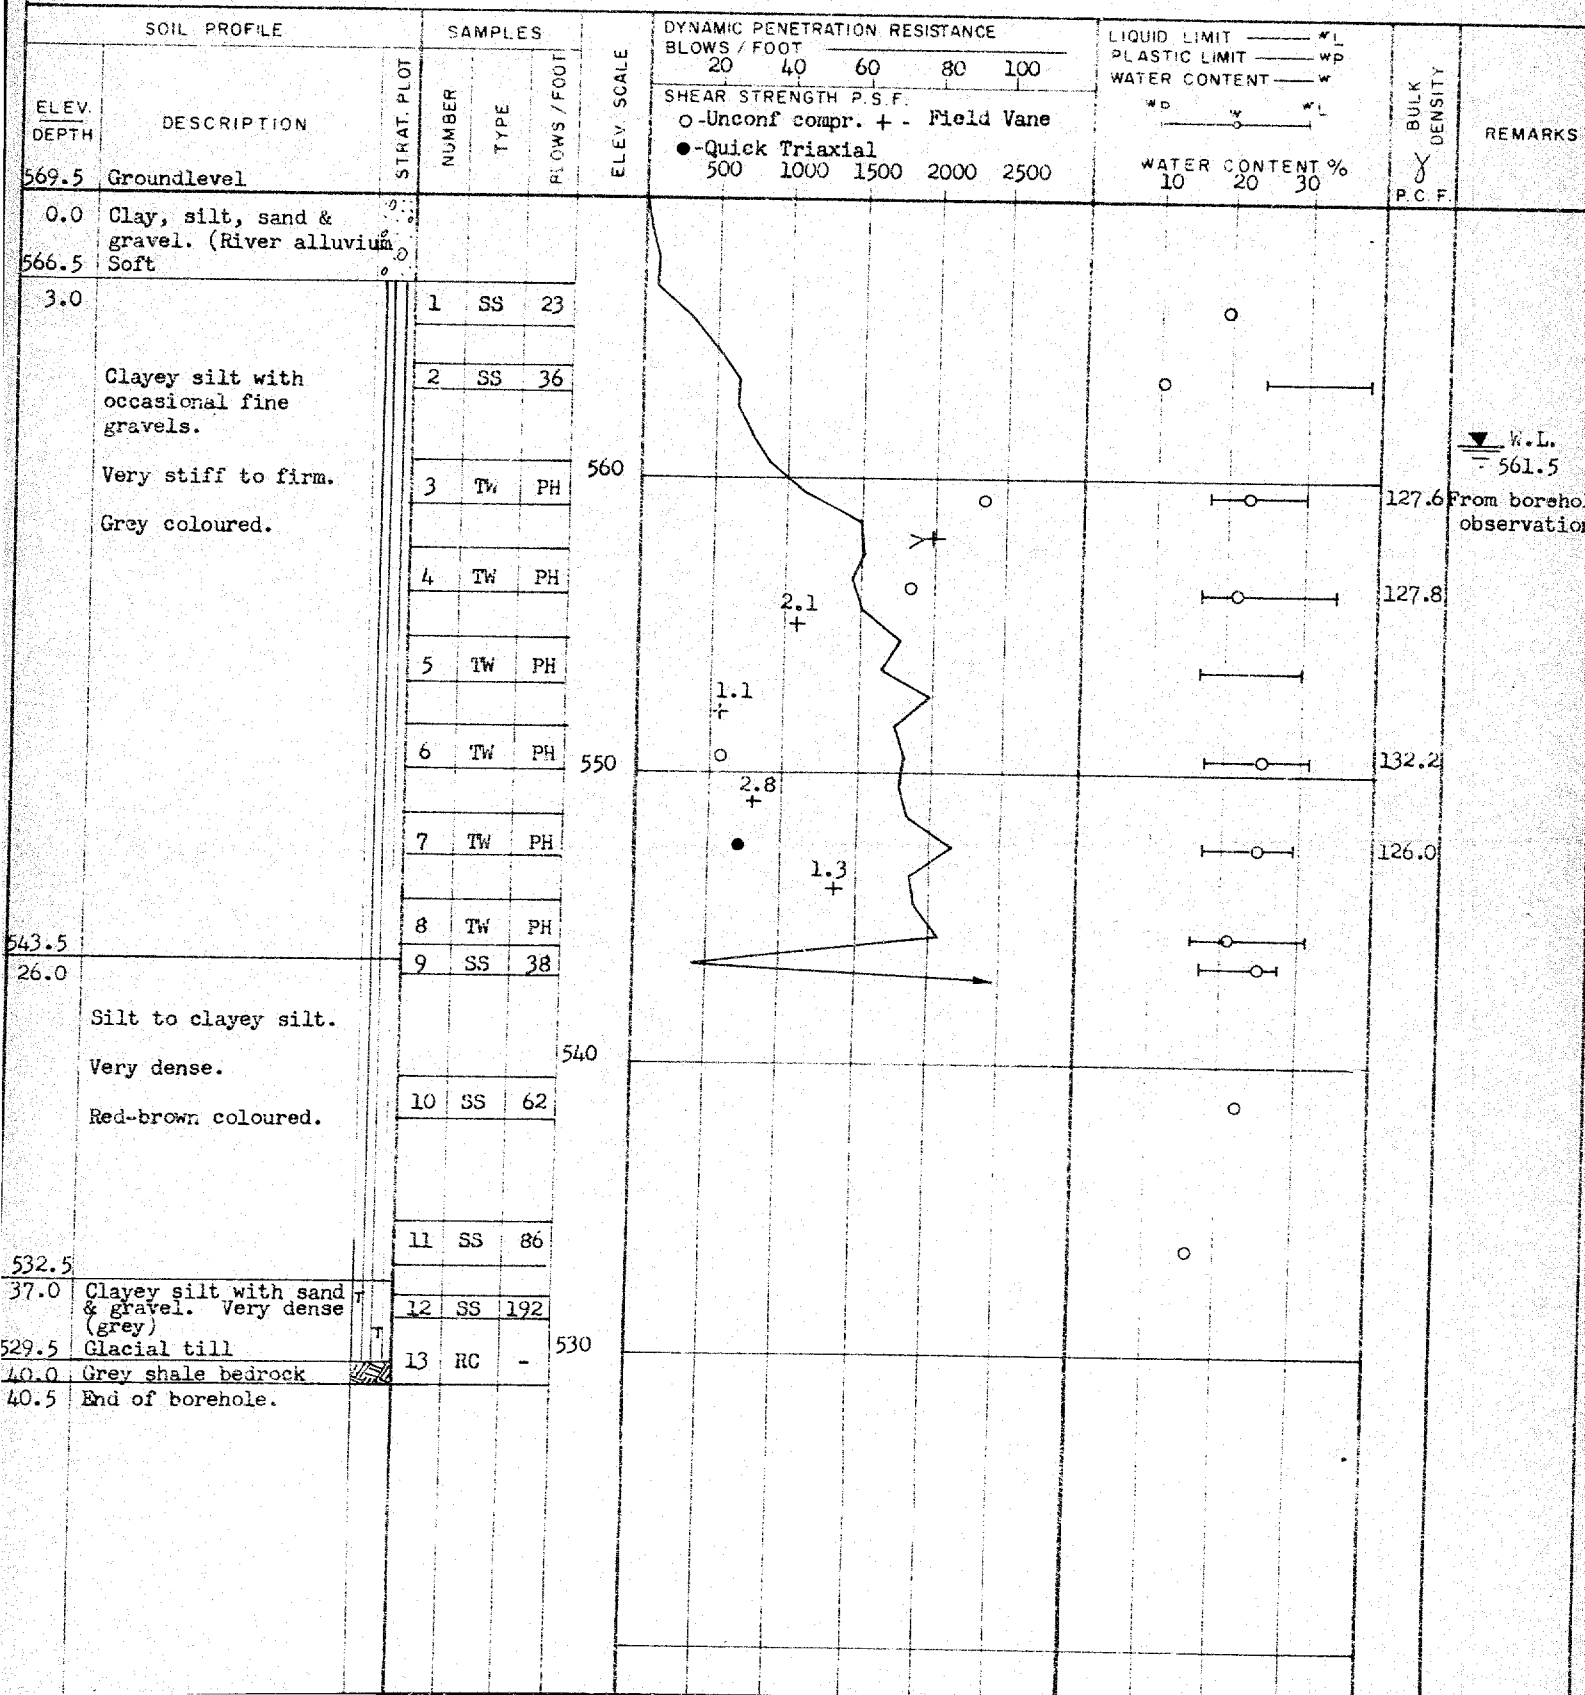 SOIL PROFILE
SAMPLES
ELEV. SCALE
DYNAMIC PENETRATION RESISTANCE
BLOWS / FOOT
20 40 60 80 100
SHEAR STRENGTH P.S.F.
o-Unconf compr. + - Field Vane
●-Quick Triaxial
500 1000 1500 2000 2500
LIQUID LIMIT —— WL
PLASTIC LIMIT —— WP
WATER CONTENT —— W
WP W WL
WATER CONTENT %
10 20 30
BULK DENSITY
γ
P.C.F.
REMARKS
ELEV.
DEPTH
DESCRIPTION
STRAT. PLOT
NUMBER
TYPE
BLOWS / FOOT
569.5 Groundlevel
0.0 Clay, silt, sand &
gravel. (River alluvium
566.5 Soft
3.0
1 SS 23
Clayey silt with
occasional fine
gravels.
2 SS 36
Very stiff to firm.
Grey coloured.
3 TW PH
560
W.L.
561.5
127.6 From boreho
observation
4 TW PH
2.1
127.8
5 TW PH
1.1
6 TW PH
550
132.2
2.8
7 TW PH
126.0
1.3
8 TW PH
543.5
26.0
9 SS 38
Silt to clayey silt.
Very dense.
540
Red-brown coloured.
10 SS 62
11 SS 86
532.5
37.0 Clayey silt with sand
& gravel. Very dense
(grey)
T
T
12 SS 192
529.5 Glacial till
530
13 RC -
40.0 Grey shale bedrock
40.5 End of borehole.